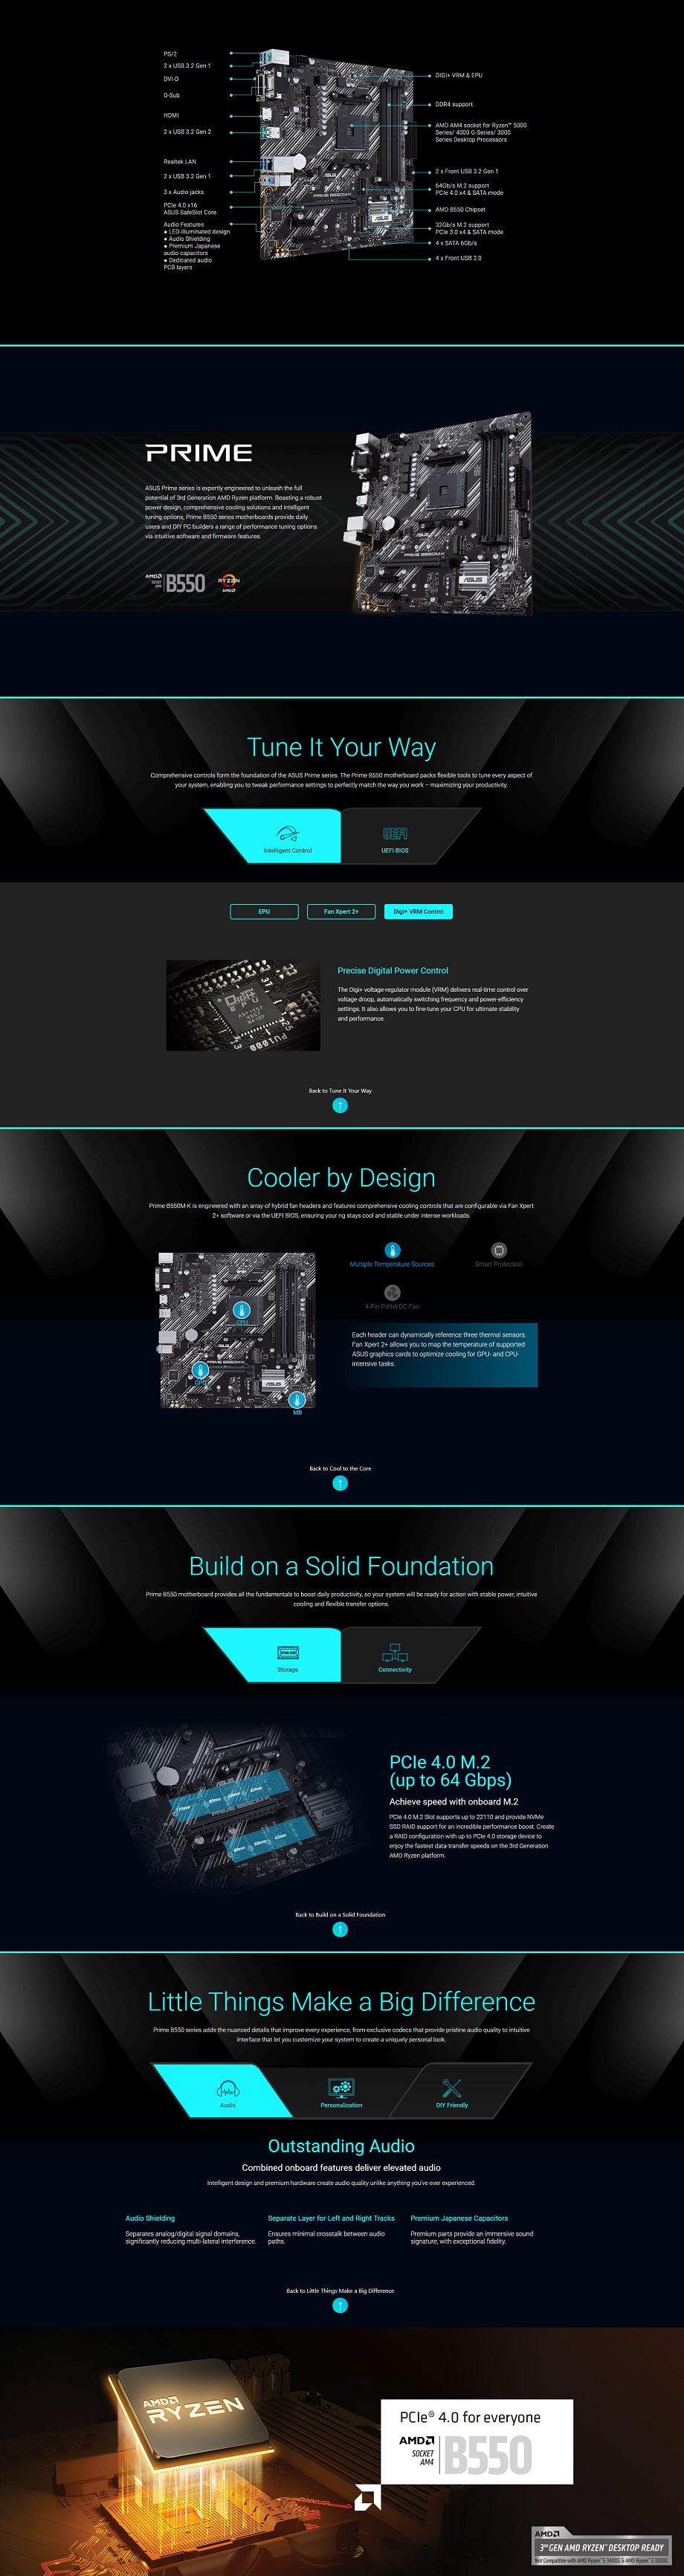 PS/2
2 x USB 3.2 Gen 1
DVI-D
D-Sub
HDMI
2 x USB 3.2 Gen 2
Realtek LAN
2 x USB 3.2 Gen 1
3 x Audio jacks
PCIe 4.0 x16
ASUS SafeSlot Core
Audio Features
● LED-illuminated design
● Audio Shielding
● Premium Japanese
audio capacitors
● Dedicated audio
PCB layers
DIGI+ VRM & EPU
DDR4 support
AMD AM4 socket for Ryzen™ 5000
Series/ 4000 G-Series/ 3000
Series Desktop Processors
2 x Front USB 3.2 Gen 1
64Gb/s M.2 support
PCIe 4.0 x4 & SATA mode
AMD B550 Chipset
32Gb/s M.2 support
PCIe 3.0 x4 & SATA mode
4 x SATA 6Gb/s
4 x Front USB 2.0
PRIME B550M-K
ASUS
PRIME
ASUS Prime series is expertly engineered to unleash the full
potential of 3rd Generation AMD Ryzen platform. Boasting a robust
power design, comprehensive cooling solutions and intelligent
tuning options, Prime B550 series motherboards provide daily
users and DIY PC builders a range of performance tuning options
via intuitive software and firmware features.
AMD
SOCKET
AM4
B550
RYZEN
AMD
PRIME B550M-K
ASUS
Tune It Your Way
Comprehensive controls form the foundation of the ASUS Prime series. The Prime B550 motherboard packs flexible tools to tune every aspect of
your system, enabling you to tweak performance settings to perfectly match the way you work – maximizing your productivity.
Intelligent Control
UEFI
UEFI BIOS
EPU
Fan Xpert 2+
Digi+ VRM Control
DIGI+
EPU
PU1000
Precise Digital Power Control
The Digi+ voltage-regulator module (VRM) delivers real-time control over
voltage droop, automatically switching frequency and power-efficiency
settings. It also allows you to fine-tune your CPU for ultimate stability
and performance.
Back to Tune It Your Way
Cooler by Design
Prime B550M-K is engineered with an array of hybrid fan headers and features comprehensive cooling controls that are configurable via Fan Xpert
2+ software or via the UEFI BIOS, ensuring your rig stays cool and stable under intense workloads.
CPU
GPU
MB
PRIME B550M-K
ASUS
Multiple Temperature Sources
Smart Protection
4-Pin PWM/DC Fan
Each header can dynamically reference three thermal sensors.
Fan Xpert 2+ allows you to map the temperature of supported
ASUS graphics cards to optimize cooling for GPU- and CPU-
intensive tasks.
Back to Cool to the Core
Build on a Solid Foundation
Prime B550 motherboard provides all the fundamentals to boost daily productivity, so your system will be ready for action with stable power, intuitive
cooling and flexible transfer options.
Storage
Connectivity
110mm
80mm
60mm
42mm
80mm
60mm
42mm
PCIe 4.0 M.2
(up to 64 Gbps)
Achieve speed with onboard M.2
PCIe 4.0 M.2 Slot supports up to 22110 and provide NVMe
SSD RAID support for an incredible performance boost. Create
a RAID configuration with up to PCIe 4.0 storage device to
enjoy the fastest data-transfer speeds on the 3rd Generation
AMD Ryzen platform.
Back to Build on a Solid Foundation
Little Things Make a Big Difference
Prime B550 series adds the nuanced details that improve every experience, from exclusive codecs that provide pristine audio quality to intuitive
interface that let you customize your system to create a uniquely personal look.
Audio
Personalization
DIY Friendly
Outstanding Audio
Combined onboard features deliver elevated audio
Intelligent design and premium hardware create audio quality unlike anything you've ever experienced.
Audio Shielding
Separates analog/digital signal domains,
significantly reducing multi-lateral interference.
Separate Layer for Left and Right Tracks
Ensures minimal crosstalk between audio
paths.
Premium Japanese Capacitors
Premium parts provide an immersive sound
signature, with exceptional fidelity.
Back to Little Things Make a Big Difference
AMD
RYZEN
PCIe® 4.0 for everyone
AMD
SOCKET
AM4
B550
AMD
3RD GEN AMD RYZEN™ DESKTOP READY
Not Compatible with AMD Ryzen™ 5 3400G & AMD Ryzen™ 3 3200G